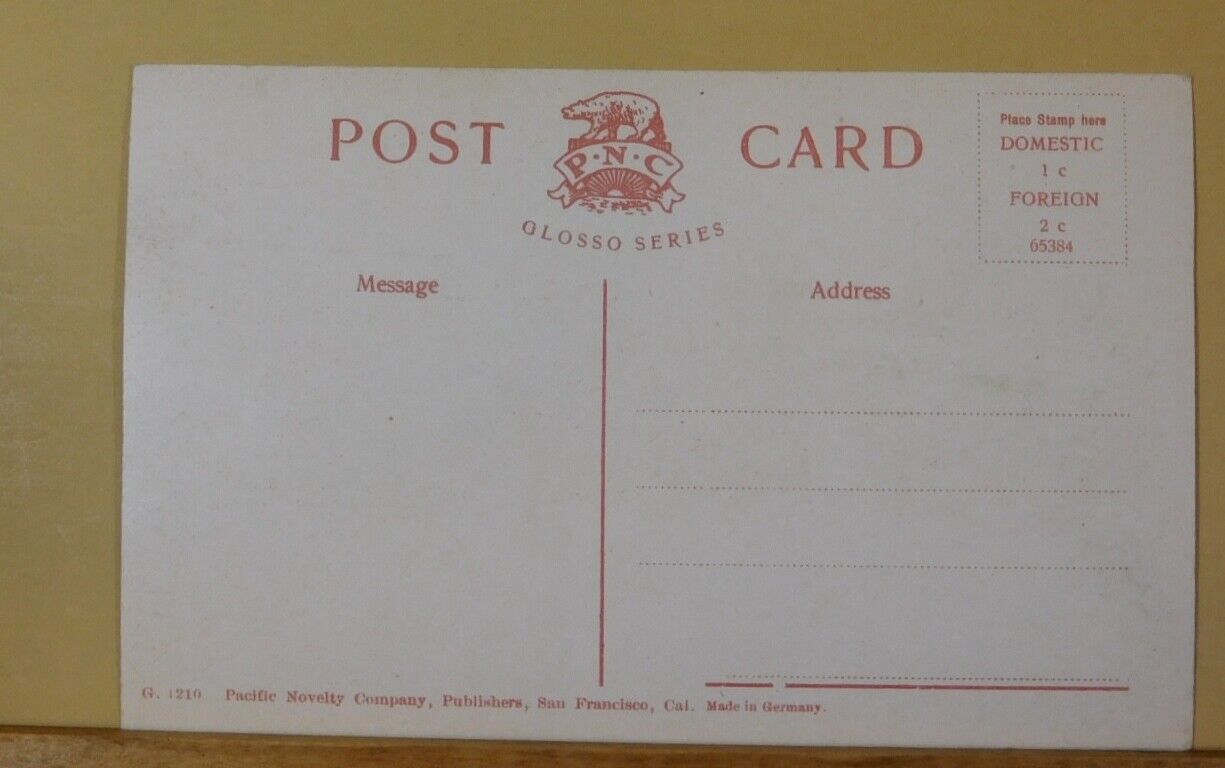 POST CARD
P·N·C
GLOSSO SERIES
Place Stamp here
DOMESTIC
1 c
FOREIGN
2 c
65384
Message
Address
G. 1210 Pacific Novelty Company, Publishers, San Francisco, Cal. Made in Germany.